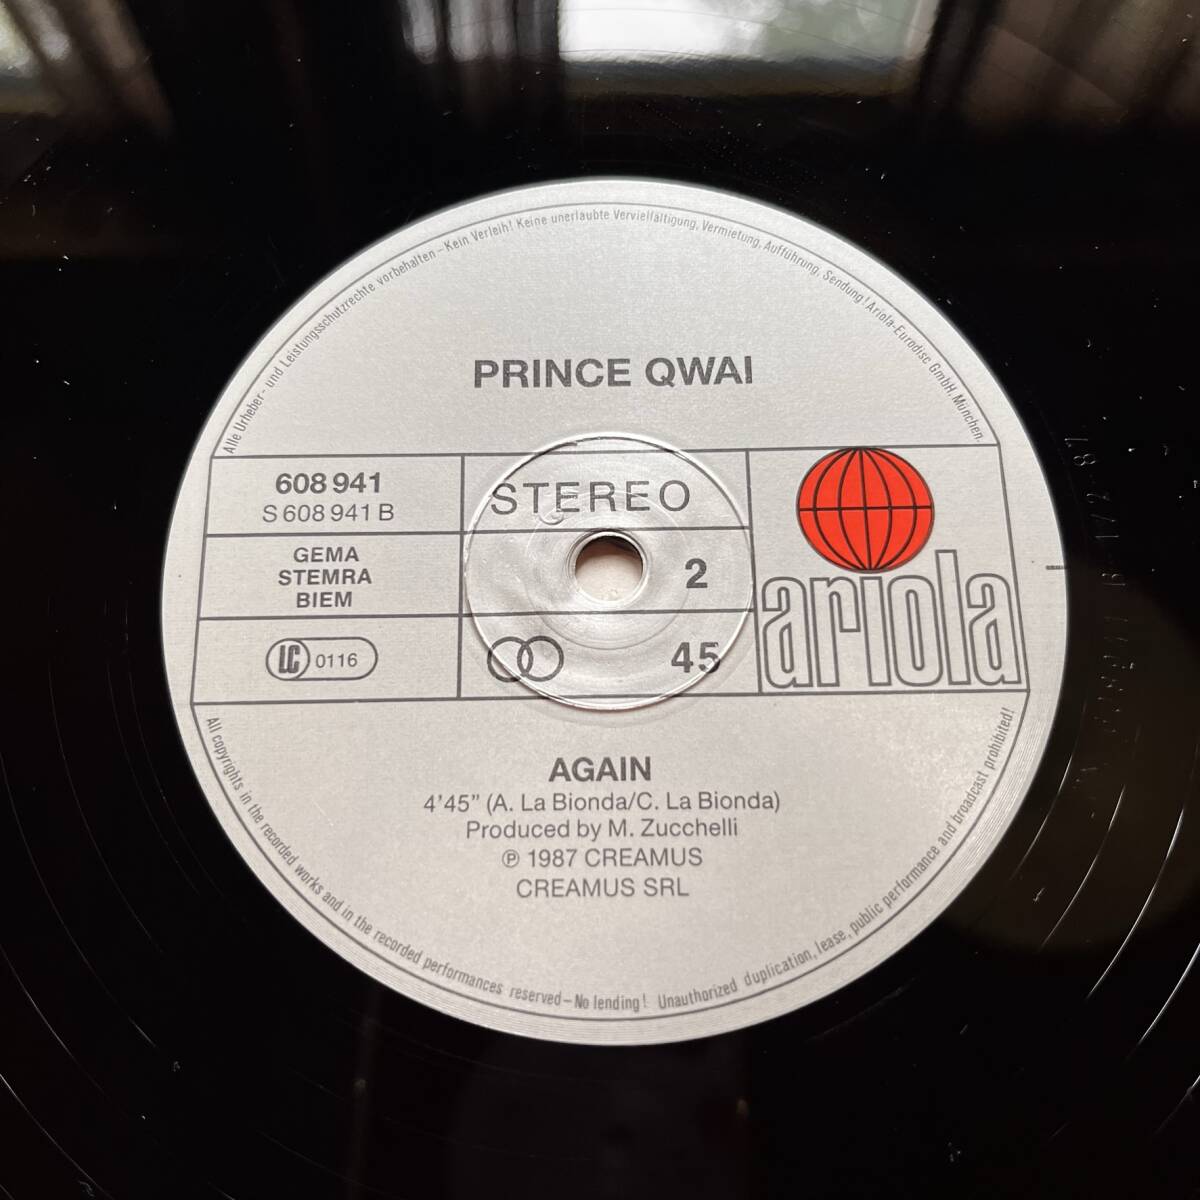 Alle Urheber- und Leistungsschutzrechte vorbehalten – Kein Verleih! Keine unerlaubte Vervielfältigung, Vermietung, Aufführung, Sendung! Ariola-Eurodisc GmbH, München.
PRINCE QWAI
608 941
S 608 941 B
GEMA
STEMRA
BIEM
LC 0116
STEREO
2
45
ariola
AGAIN
4'45" (A. La Bionda/C. La Bionda)
Produced by M. Zucchelli
℗ 1987 CREAMUS
CREAMUS SRL
All copyrights in the recorded works and in the recorded performances reserved – No lending! Unauthorized duplication, lease, public performance and broadcast prohibited!